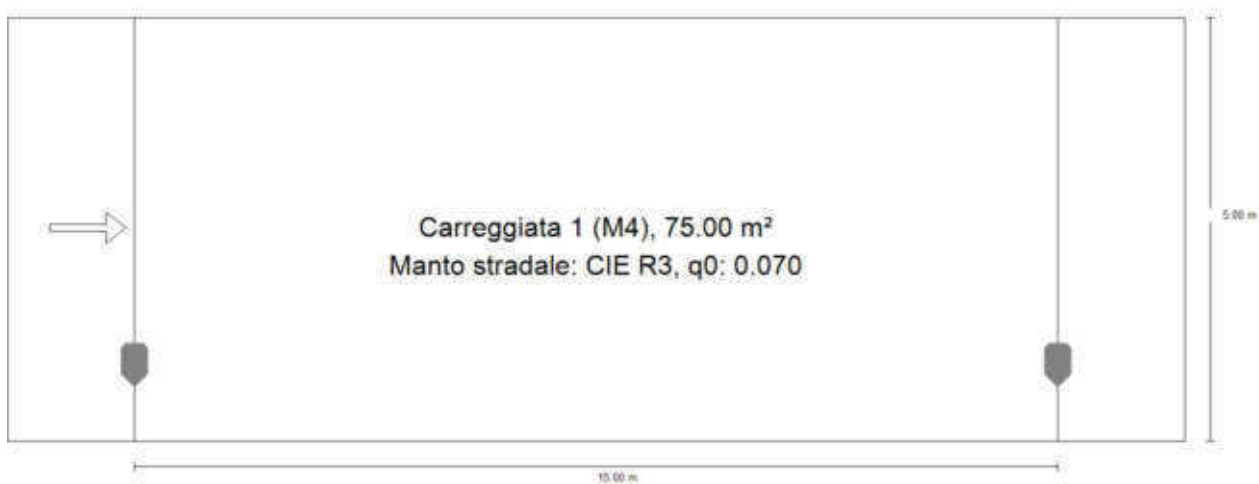 Carreggiata 1 (M4), 75.00 m²
Manto stradale: CIE R3, q0: 0.070
5.00 m
15.00 m